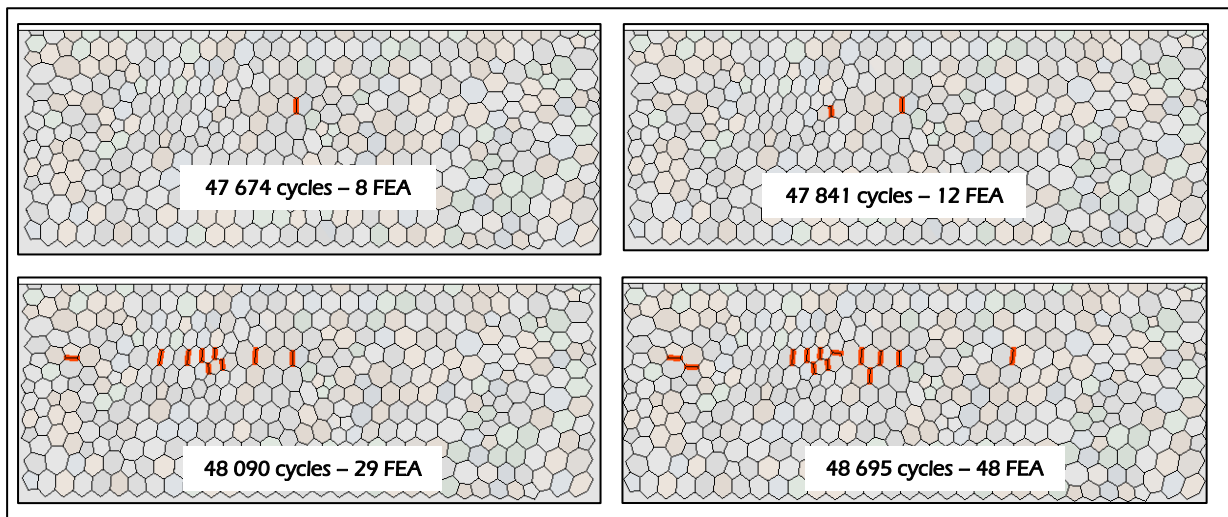 47 674 cycles – 8 FEA
47 841 cycles – 12 FEA
48 090 cycles – 29 FEA
48 695 cycles – 48 FEA